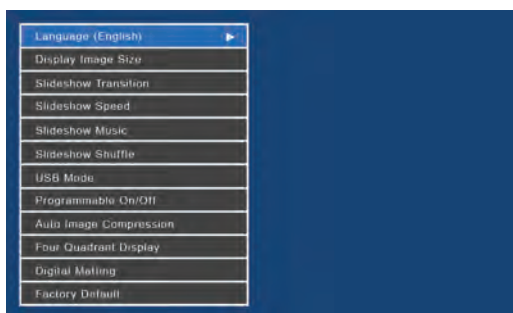 Language (English)
Display Image Size
Slideshow Transition
Slideshow Speed
Slideshow Music
Slideshow Shuffle
USB Mode
Programmable On/Off
Auto Image Compression
Four Quadrant Display
Digital Matting
Factory Default